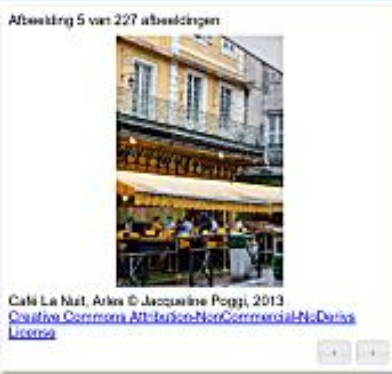 Afbeelding 5 van 227 afbeeldingen
Café La Nuit, Arles © Jacqueline Poggi, 2013
Creative Commons Attribution-NonCommercial-NoDerivs
License